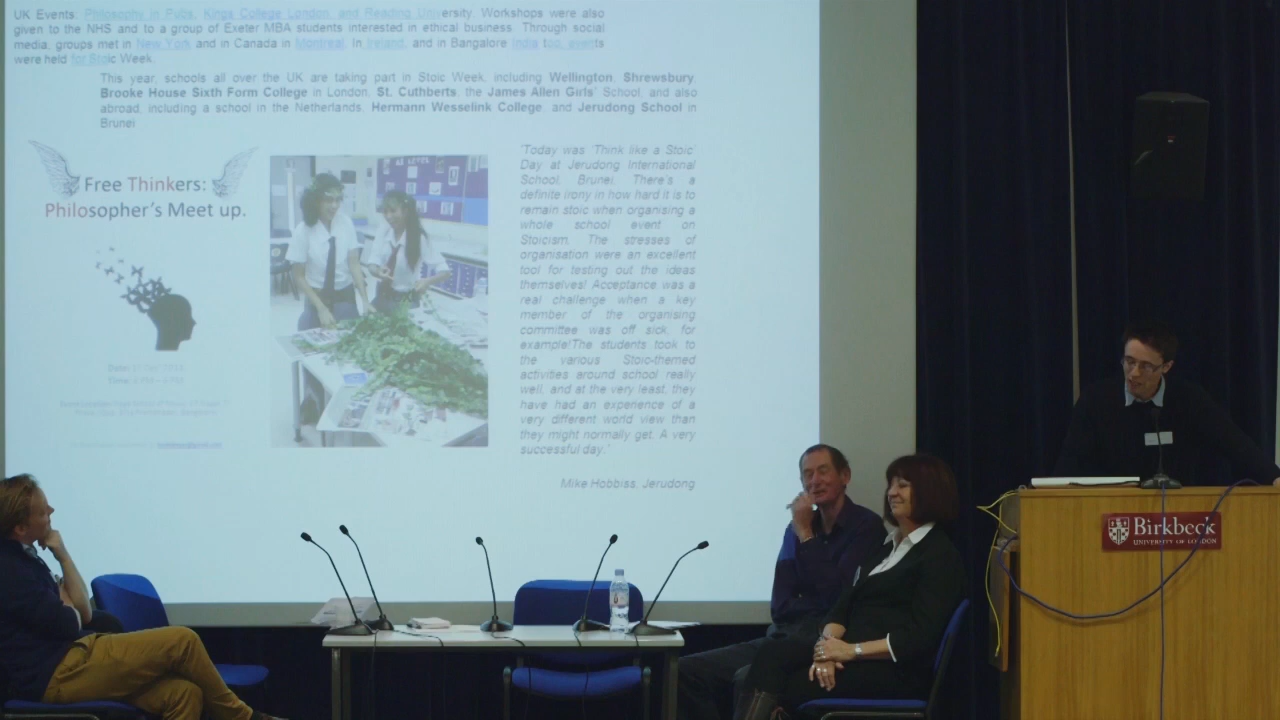 UK Events: Philosophy in Pubs, Kings College London, and Reading University. Workshops were also
given to the NHS and to a group of Exeter MBA students interested in ethical business. Through social
media, groups met in New York and in Canada in Montreal, in Ireland, and in Bangalore India too, events
were held for Stoic Week.
This year, schools all over the UK are taking part in Stoic Week, including Wellington, Shrewsbury,
Brooke House Sixth Form College in London, St. Cuthberts, the James Allen Girls' School, and also
abroad, including a school in the Netherlands, Hermann Wesselink College and Jerudong School in
Brunei
Free Thinkers:
Philosopher's Meet up.
Date:
Time:
'Today was 'Think like a Stoic'
Day at Jerudong International
School, Brunei. There's a
definite irony in how hard it is to
remain stoic when organising a
whole school event on
Stoicism. The stresses of
organisation were an excellent
tool for testing out the ideas
themselves! Acceptance was a
real challenge when a key
member of the organising
committee was off sick, for
example!The students took to
the various Stoic-themed
activities around school really
well, and at the very least, they
have had an experience of a
very different world view than
they might normally get. A very
successful day.'
Mike Hobbiss, Jerudong
Birkbeck
UNIVERSITY OF LONDON